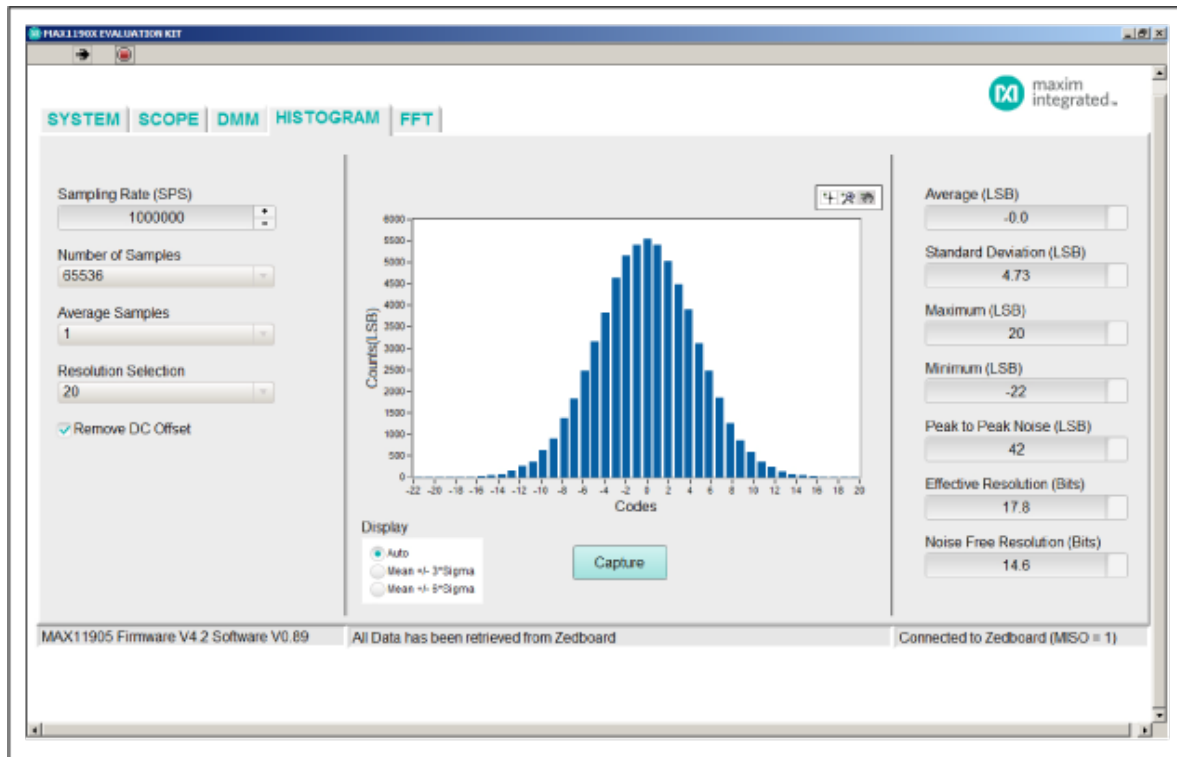 MAX1190X EVALUATION KIT
maxim
integrated™
SYSTEM SCOPE DMM HISTOGRAM FFT
Sampling Rate (SPS)
1000000
Number of Samples
65536
Average Samples
1
Resolution Selection
20
Remove DC Offset
6000
5500
5000
4500
4000
3500
3000
2500
2000
1500
1000
500
0
Counts(LSB)
-22 -20 -18 -16 -14 -12 -10 -8 -6 -4 -2 0 2 4 6 8 10 12 14 16 18 20
Codes
Display
Auto
Mean +/- 3*Sigma
Mean +/- 6*Sigma
Capture
Average (LSB)
-0.0
Standard Deviation (LSB)
4.73
Maximum (LSB)
20
Minimum (LSB)
-22
Peak to Peak Noise (LSB)
42
Effective Resolution (Bits)
17.8
Noise Free Resolution (Bits)
14.6
MAX11905 Firmware V4.2 Software V0.89
All Data has been retrieved from Zedboard
Connected to Zedboard (MISO = 1)